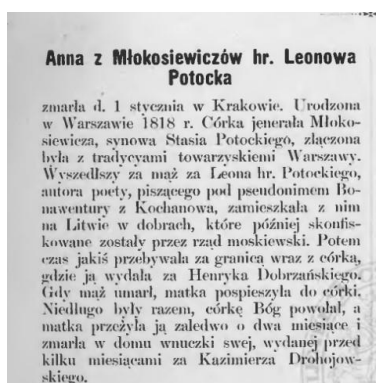 Anna z Młokosiewiczów hr. Leonowa
Potocka
zmarła d. 1 stycznia w Krakowie. Urodzona
w Warszawie 1818 r. Córka jenerała Młoko-
siewicza, synowa Stasia Potockiego, złączona
była z tradycyami towarzyskiemi Warszawy.
Wyszedłszy za mąż za Leona hr. Potockiego,
autora poety, piszącego pod pseudonimem Bo-
nawentury z Kochanowa, zamieszkała z nim
na Litwie w dobrach, które później skonfis-
kowane zostały przez rząd moskiewski. Potem
czas jakiś przebywała za granicą wraz z córką,
gdzie ją wydała za Henryka Dobrzańskiego.
Gdy mąż umarł, matka pospieszyła do córki.
Niedługo były razem, córkę Bóg powołał, a
matka przeżyła ją zaledwo o dwa miesiące i
zmarła w domu wnuczki swej, wydanej przed
kilku miesiącami za Kazimierza Drohojow-
skiego.